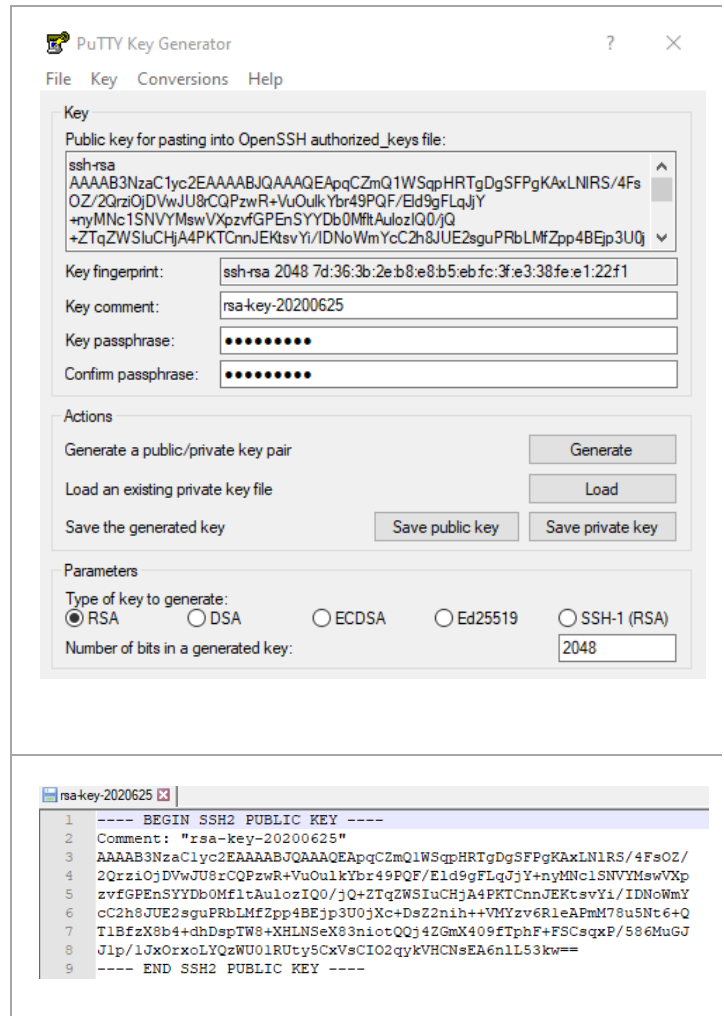 PuTTY Key Generator ? ×
File Key Conversions Help
Key
Public key for pasting into OpenSSH authorized_keys file:
ssh-rsa
AAAAB3NzaC1yc2EAAAABJQAAAQEApqCZmQ1WSqpHRTgDgSFPgKAxLNlRS/4Fs
OZ/2QrziOjDVwJU8rCQPzwR+VuOulkYbr49PQF/Eld9gFLqJjY
+nyMNc1SNVYMswVXpzvfGPEnSYYDb0MfltAulozIQ0/jQ
+ZTqZWSIuCHjA4PKTCnnJEKtsvYi/IDNoWmYcC2h8JUE2sguPRbLMfZpp4BEjp3U0j
Key fingerprint: ssh-rsa 2048 7d:36:3b:2e:b8:e8:b5:eb:fc:3f:e3:38:fe:e1:22:f1
Key comment: rsa-key-20200625
Key passphrase: ●●●●●●●●●
Confirm passphrase: ●●●●●●●●●
Actions
Generate a public/private key pair Generate
Load an existing private key file Load
Save the generated key Save public key Save private key
Parameters
Type of key to generate:
RSA DSA ECDSA Ed25519 SSH-1 (RSA)
Number of bits in a generated key: 2048
rsa-key-2020625
1 ---- BEGIN SSH2 PUBLIC KEY ----
2 Comment: "rsa-key-20200625"
3 AAAAB3NzaC1yc2EAAAABJQAAAQEApqCZmQ1WSqpHRTgDgSFPgKAxLNlRS/4FsOZ/
4 2QrziOjDVwJU8rCQPzwR+VuOulkYbr49PQF/Eld9gFLqJjY+nyMNc1SNVYMswVXp
5 zvfGPEnSYYDb0MfltAulozIQ0/jQ+ZTqZWSIuCHjA4PKTCnnJEKtsvYi/IDNoWmY
6 cC2h8JUE2sguPRbLMfZpp4BEjp3U0jXc+DsZ2nih++VMYzv6RleAPmM78u5Nt6+Q
7 T1BfzX8b4+dhDspTW8+XHLNSeX83niotQQj4ZGmX409fTphF+FSCsqxP/586MuGJ
8 Jlp/1JxOrxoLYQzWU01RUty5CxVsCIO2qykVHCNsEA6nlL53kw==
9 ---- END SSH2 PUBLIC KEY ----